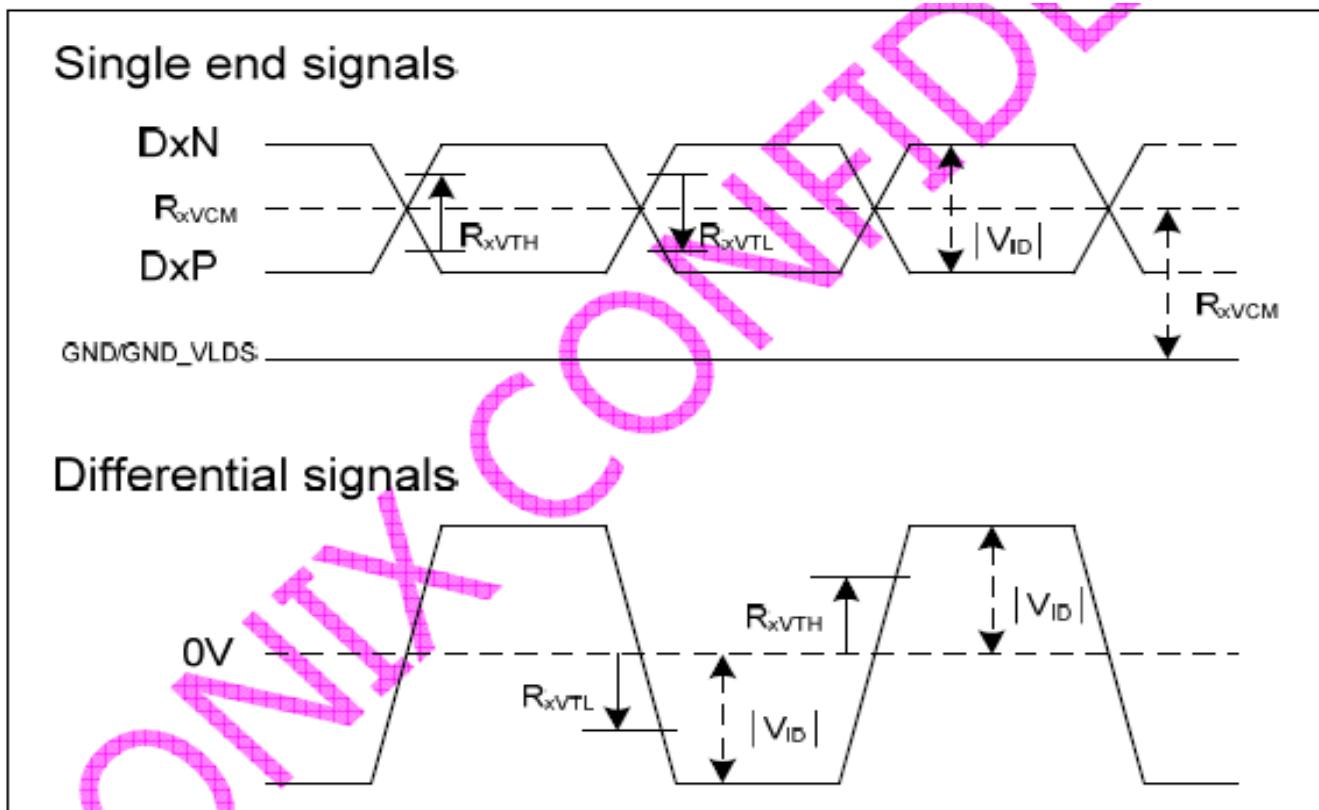 Single end signals
DxN
RxVCM
RxVTH
RxVTL
|VID|
DxP
RxVCM
GND/GND_VLDS
Differential signals
RxVTH
|VID|
0V
RxVTL
|VID|
ONIX CONFIDE